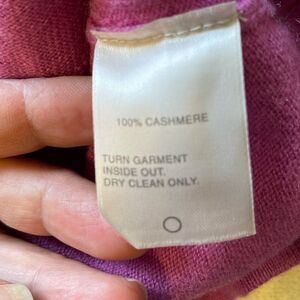 100% CASHMERE
TURN GARMENT
INSIDE OUT.
DRY CLEAN ONLY.